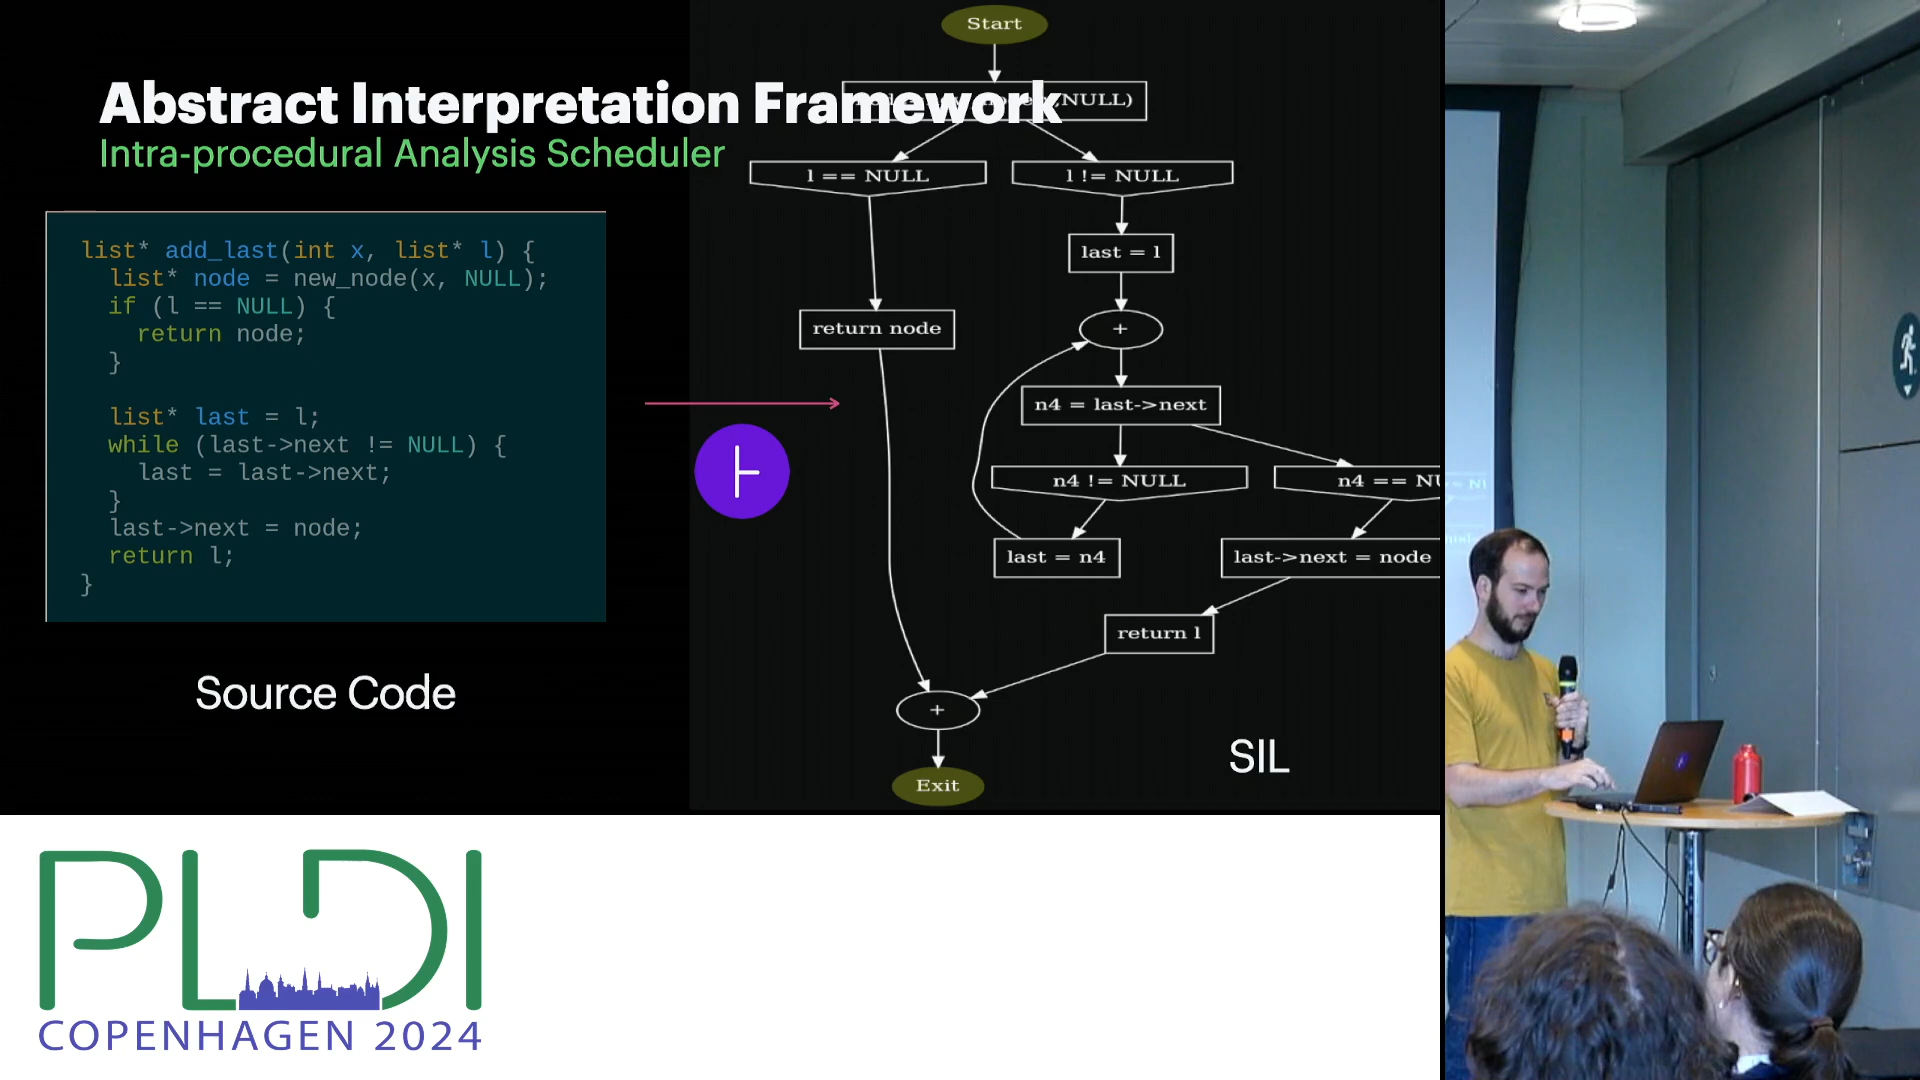 Abstract Interpretation Framework
Intra-procedural Analysis Scheduler
list* add_last(int x, list* l) {
list* node = new_node(x, NULL);
if (l == NULL) {
return node;
}
list* last = l;
while (last->next != NULL) {
last = last->next;
}
last->next = node;
return l;
}
Source Code
Start
NULL)
l == NULL
l != NULL
last = l
return node
+
n4 = last->next
n4 != NULL
n4 ==
last = n4
last->next = node
return l
+
Exit
SIL
PLDI
COPENHAGEN 2024